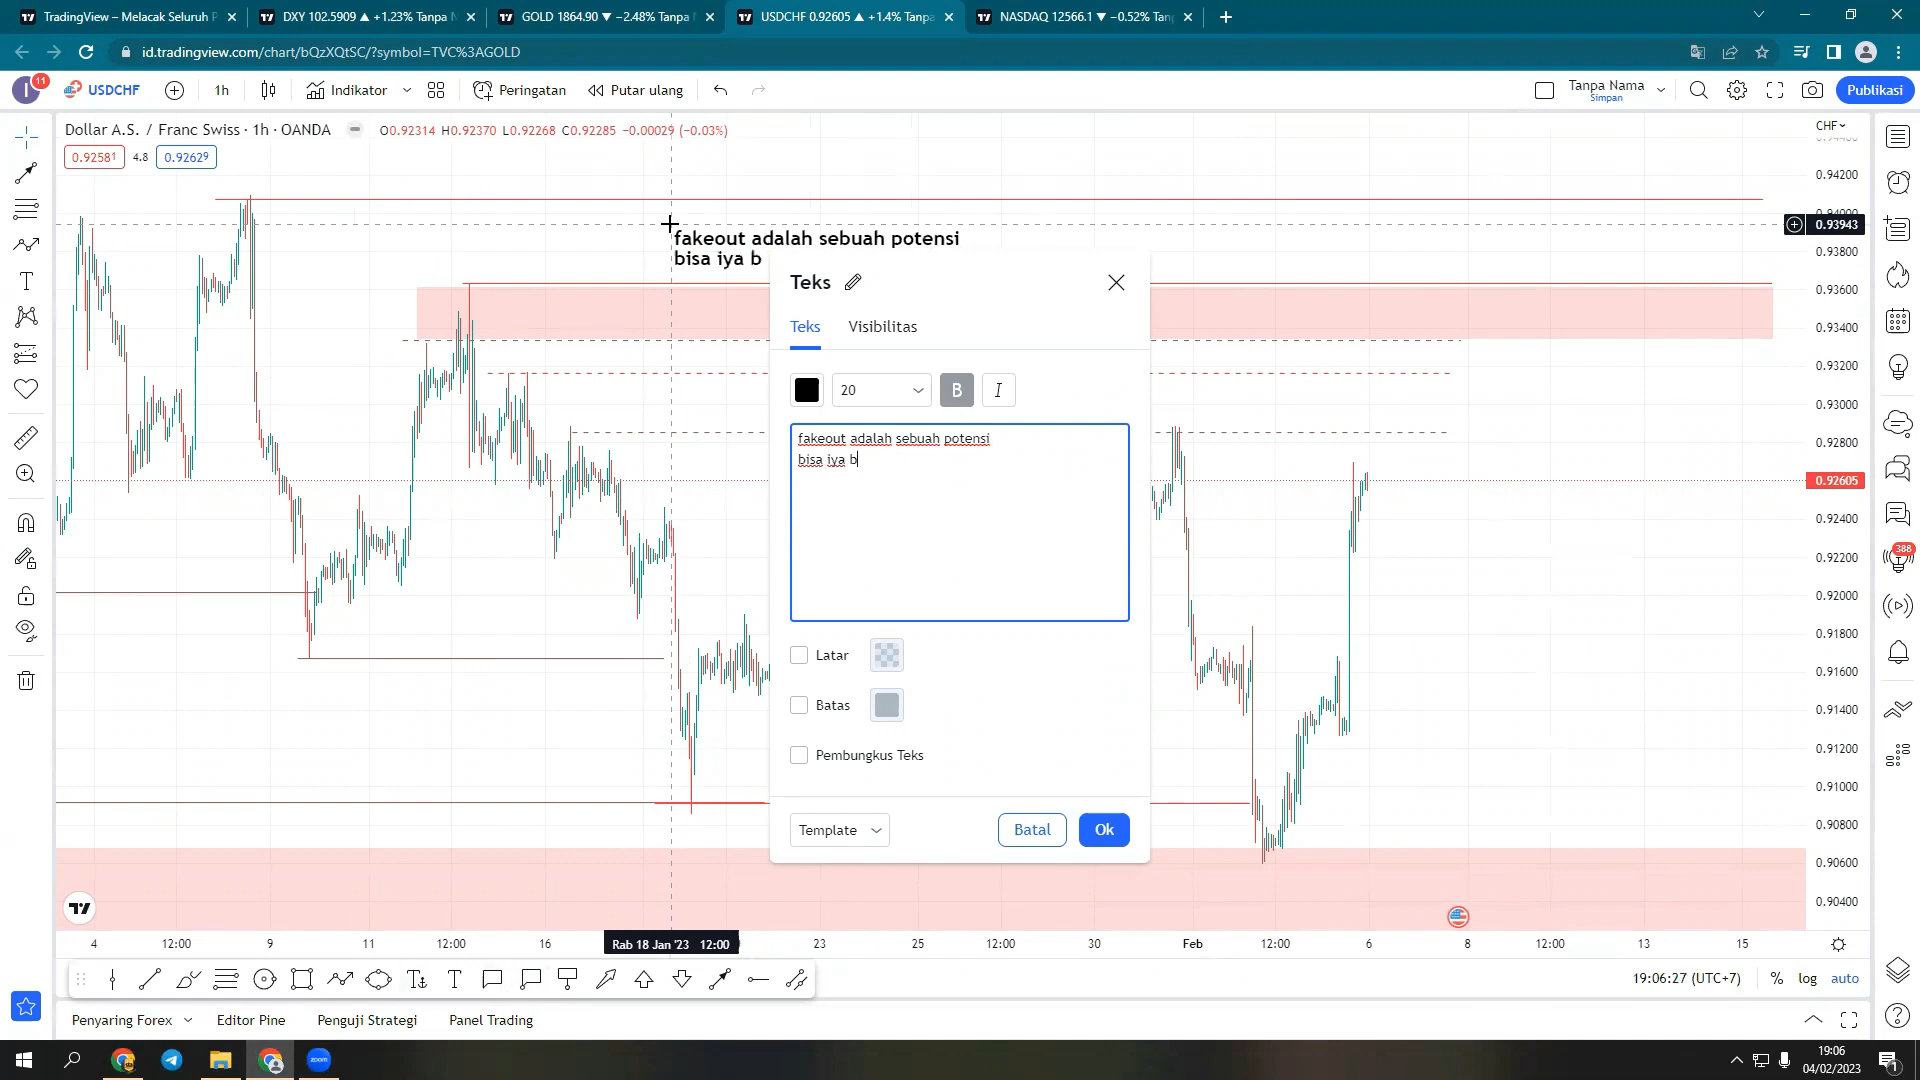 TradingView – Melacak Seluruh P
DXY 102.5909 ▲ +1.23% Tanpa N
GOLD 1864.90 ▼ −2.48% Tanpa
USDCHF 0.92605 ▲ +1.4% Tanpa
NASDAQ 12566.1 ▼ −0.52% Tan
id.tradingview.com/chart/bQzXQtSC/?symbol=TVC%3AGOLD
I
11
USDCHF
1h
Indikator
Peringatan
Putar ulang
Tanpa Nama
Simpan
Publikasi
Dollar A.S. / Franc Swiss · 1h · OANDA
O0.92314 H0.92370 L0.92268 C0.92285 −0.00029 (−0.03%)
CHF
0.92581
4.8
0.92629
0.94400
0.94200
0.94000
0.93943
0.93800
0.93600
0.93400
0.93200
0.93000
0.92800
0.92605
0.92400
0.92200
0.92000
0.91800
0.91600
0.91400
0.91200
0.91000
0.90800
0.90600
0.90400
fakeout adalah sebuah potensi
bisa iya b
Teks
Teks
Visibilitas
20
B
I
fakeout adalah sebuah potensi
bisa iya b
Latar
Batas
Pembungkus Teks
Template
Batal
Ok
388
4
12:00
9
11
12:00
16
Rab 18 Jan '23 12:00
23
25
12:00
30
Feb
12:00
6
8
12:00
13
15
19:06:27 (UTC+7)
%
log
auto
Penyaring Forex
Editor Pine
Penguji Strategi
Panel Trading
zoom
19:06
04/02/2023
1